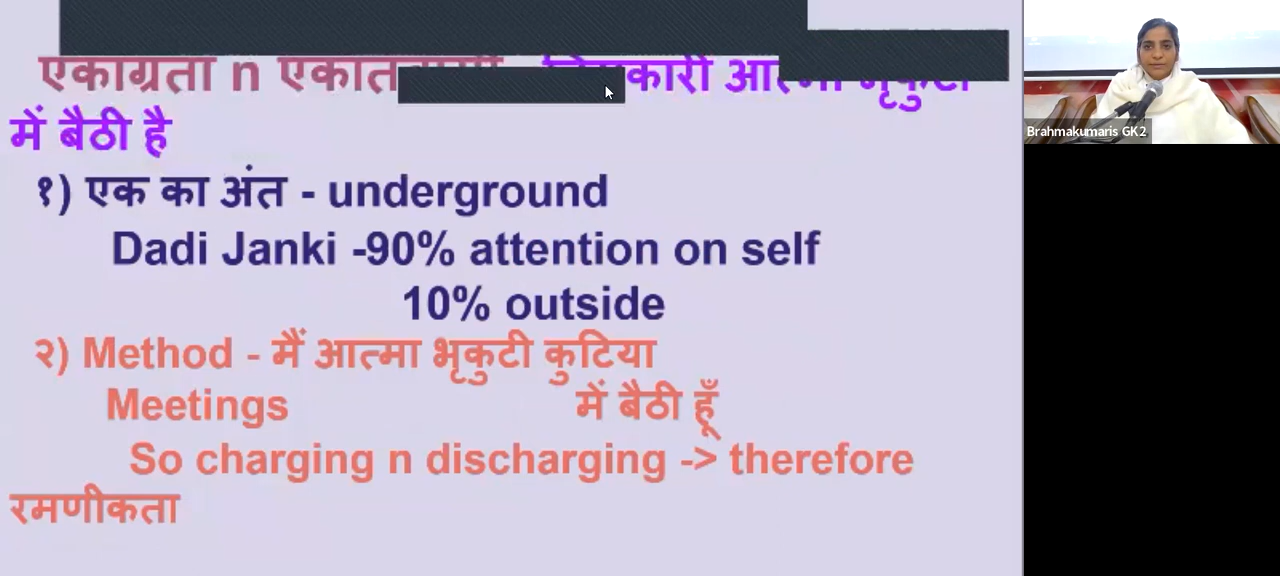 एकाग्रता n
आत्मा भृकुटी
में बैठी है
१) एक का अंत - underground
Dadi Janki -90% attention on self
10% outside
२) Method - मैं आत्मा भृकुटी कुटिया
Meetings में बैठी हूँ
So charging n discharging -> therefore
रमणीकता
Brahmakumaris GK2